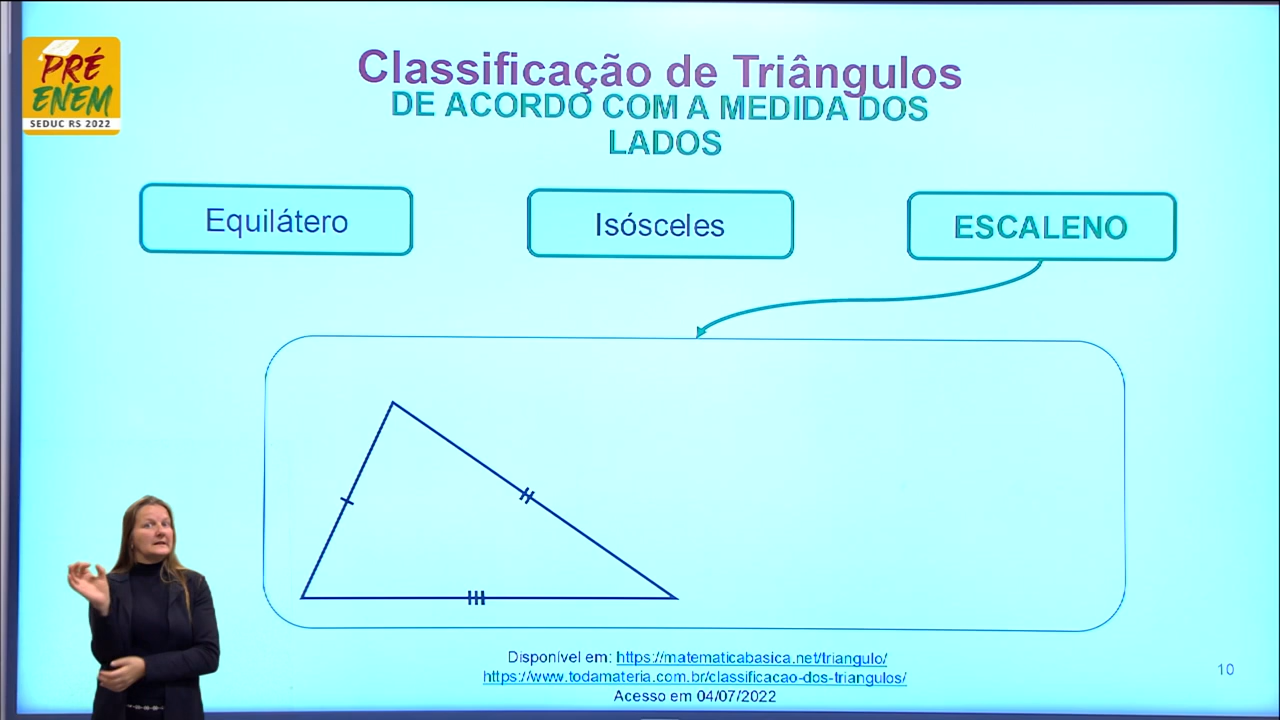 PRÉ
ENEM
SEDUC RS 2022
Classificação de Triângulos
DE ACORDO COM A MEDIDA DOS
LADOS
Equilátero
Isósceles
ESCALENO
Disponível em: https://matematicabasica.net/triangulo/
https://www.todamateria.com.br/classificacao-dos-triangulos/
Acesso em 04/07/2022
10